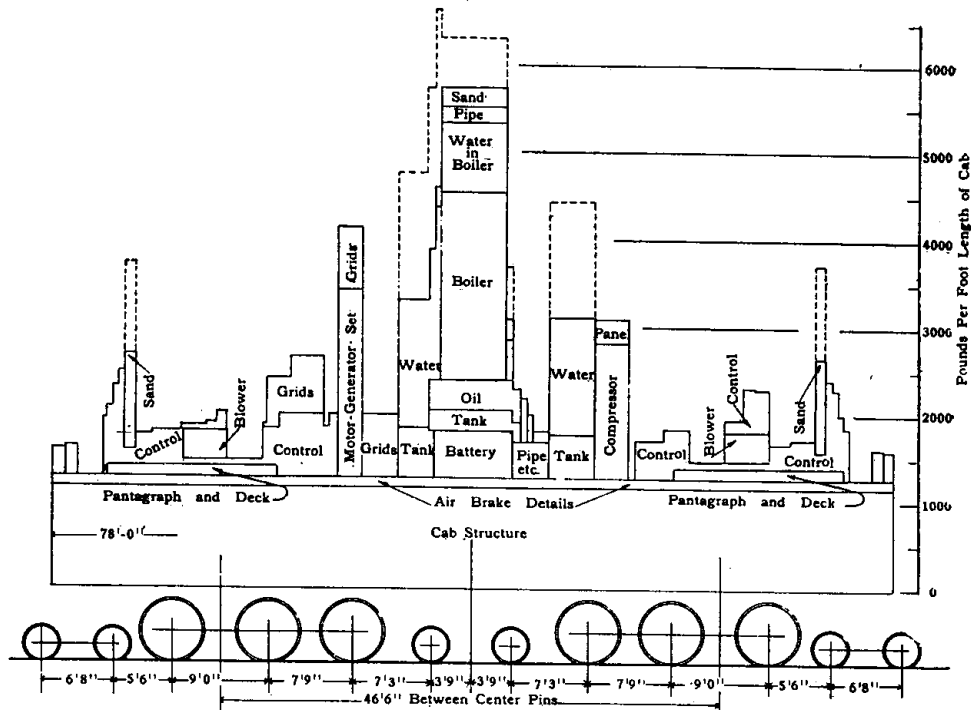 6000
5000
4000
3000
2000
1000
0
Pounds Per Foot Length of Cab
Sand
Pipe
Water
in
Boiler
Boiler
Oil
Tank
Battery
Grids
Motor-Generator-Set
Water
Tank
Grids
Grids
Control
Blower
Sand
Control
Water
Tank
Pipe
etc.
Panel
Compressor
Control
Blower
Control
Sand
Control
Pantagraph and Deck
Air Brake Details
Pantagraph and Deck
78'-0"
Cab Structure
6'8" 5'6" 9'0" 7'9" 7'3" 3'9" 3'9" 7'3" 7'9" 9'0" 5'6" 6'8"
46'6" Between Center Pins